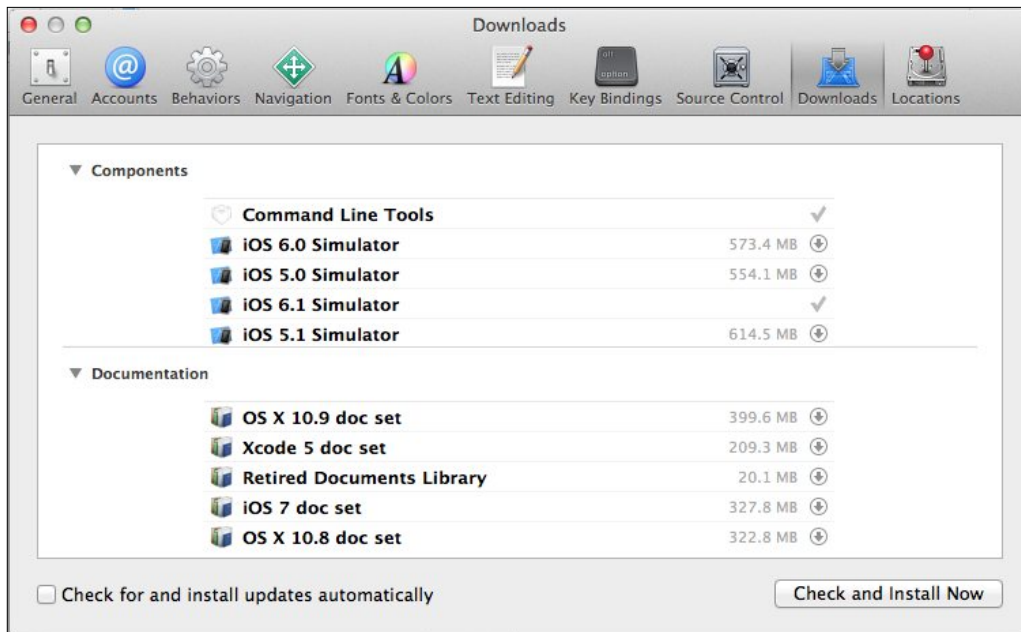 Downloads
General Accounts Behaviors Navigation Fonts & Colors Text Editing Key Bindings Source Control Downloads Locations
Components
Command Line Tools
iOS 6.0 Simulator 573.4 MB
iOS 5.0 Simulator 554.1 MB
iOS 6.1 Simulator
iOS 5.1 Simulator 614.5 MB
Documentation
OS X 10.9 doc set 399.6 MB
Xcode 5 doc set 209.3 MB
Retired Documents Library 20.1 MB
iOS 7 doc set 327.8 MB
OS X 10.8 doc set 322.8 MB
Check for and install updates automatically Check and Install Now